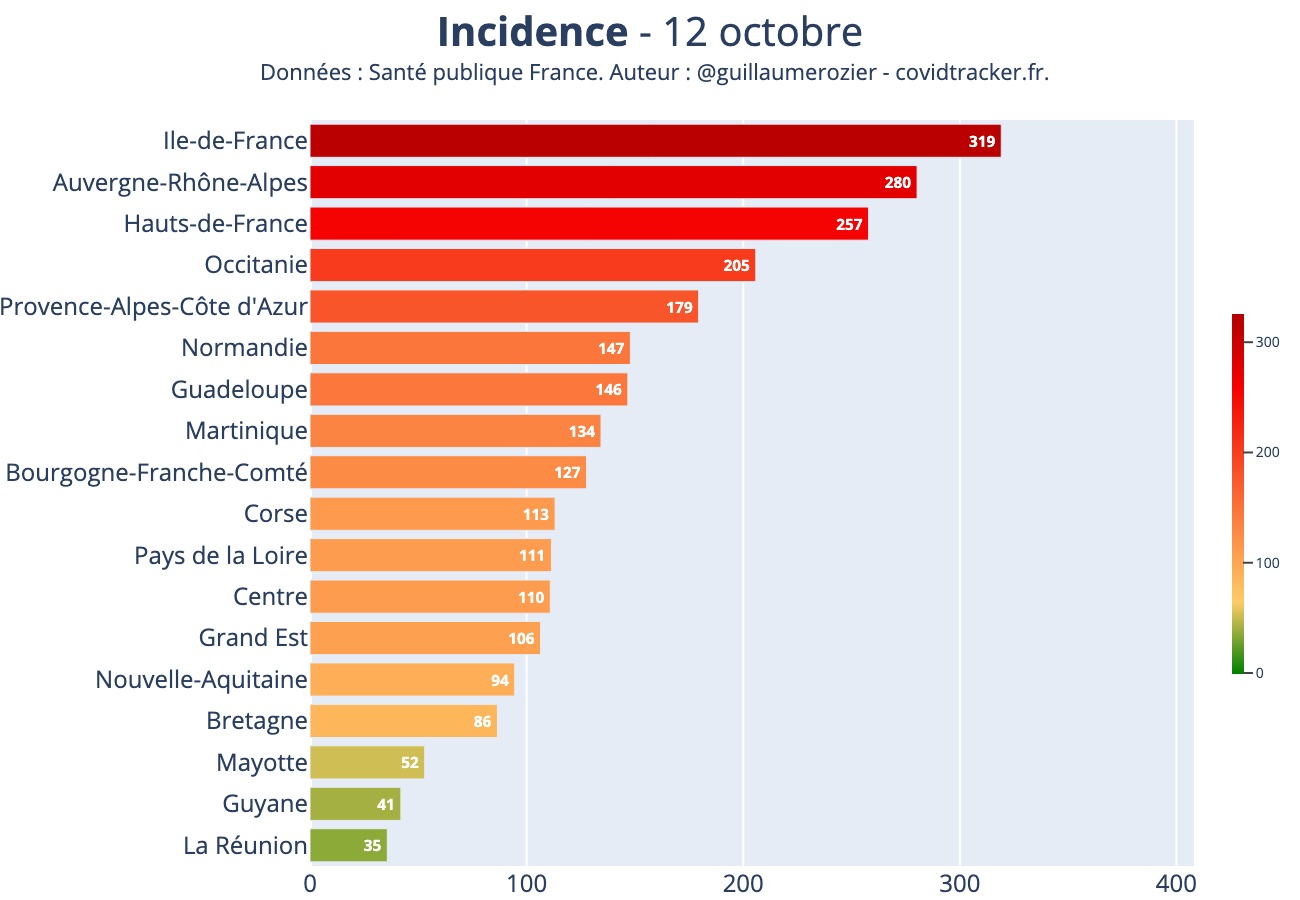 Incidence - 12 octobre
Données : Santé publique France. Auteur : @guillaumerozier - covidtracker.fr.
Ile-de-France 319
Auvergne-Rhône-Alpes 280
Hauts-de-France 257
Occitanie 205
Provence-Alpes-Côte d'Azur 179
Normandie 147
Guadeloupe 146
Martinique 134
Bourgogne-Franche-Comté 127
Corse 113
Pays de la Loire 111
Centre 110
Grand Est 106
Nouvelle-Aquitaine 94
Bretagne 86
Mayotte 52
Guyane 41
La Réunion 35
0 100 200 300 400
300
200
100
0